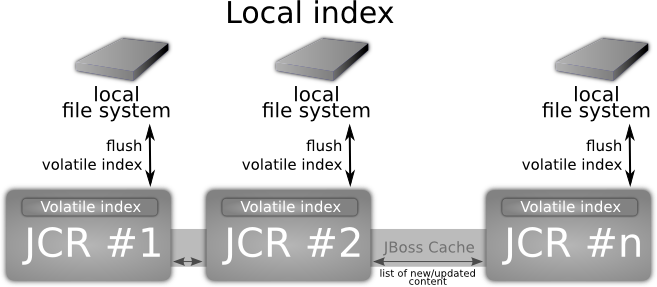 Local index
local
file system
local
file system
local
file system
flush
volatile index
flush
volatile index
flush
volatile index
Volatile index
JCR #1
Volatile index
JCR #2
JBoss Cache
list of new/updated
content
Volatile index
JCR #n